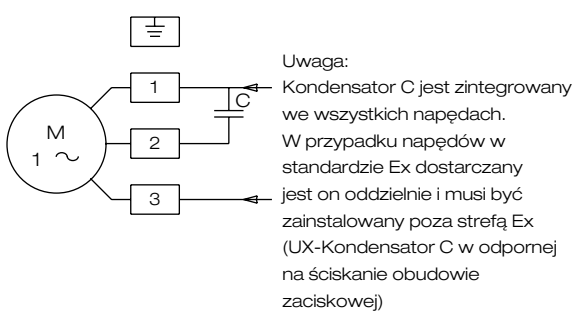 Uwaga:
1
C
Kondensator C jest zintegrowany
we wszystkich napędach.
M
1 ~
2
W przypadku napędów w
standardzie Ex dostarczany
3
jest on oddzielnie i musi być
zainstalowany poza strefą Ex
(UX-Kondensator C w odpornej
na ściskanie obudowie
zaciskowej)